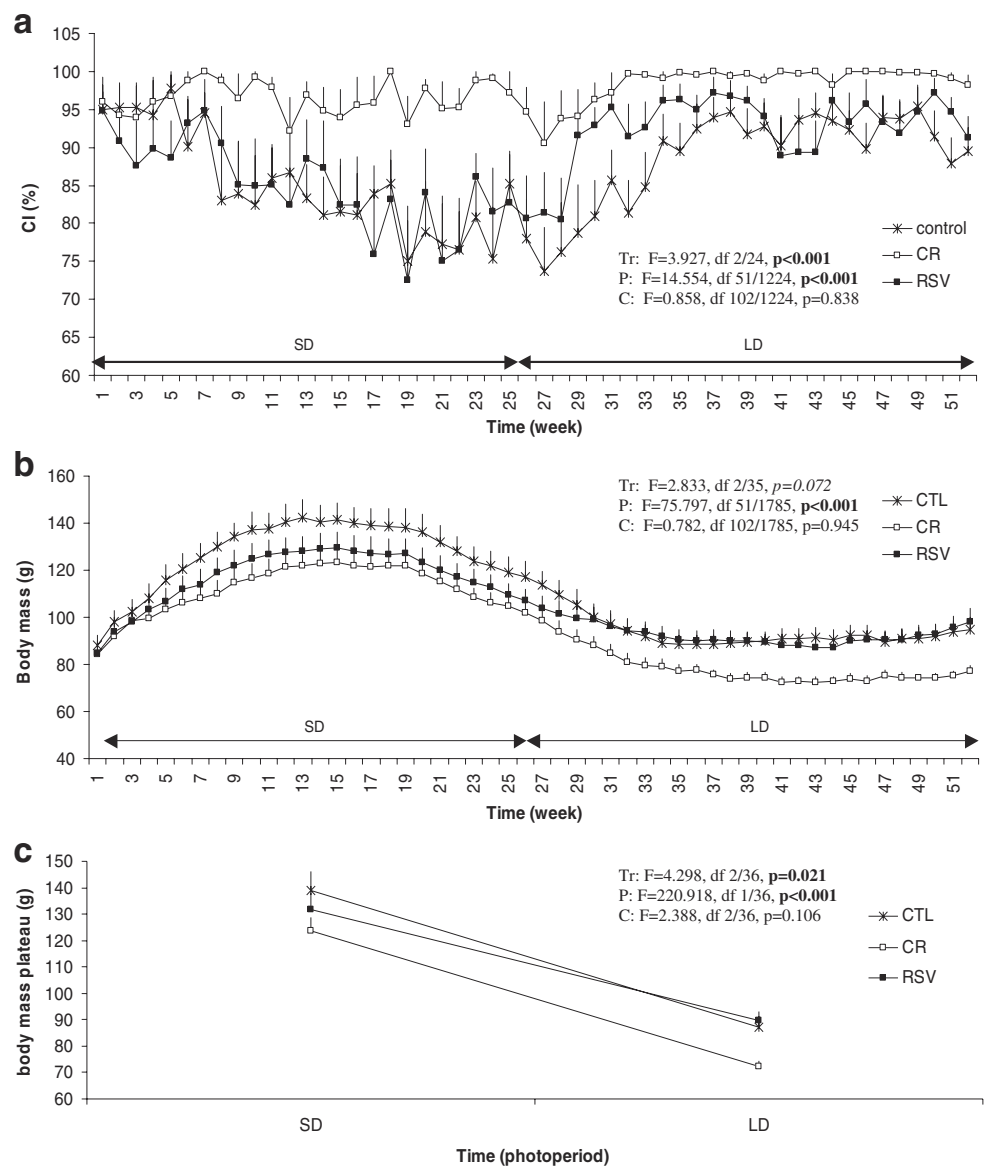 a
105
100
95
90
85
80
75
70
65
60
CI (%)
control
CR
RSV
Tr: F=3.927, df 2/24, p<0.001
P: F=14.554, df 51/1224, p<0.001
C: F=0.858, df 102/1224, p=0.838
SD
LD
1 3 5 7 9 11 13 15 17 19 21 23 25 27 29 31 33 35 37 39 41 43 45 47 49 51
Time (week)
b
160
140
120
100
80
60
40
Body mass (g)
Tr: F=2.833, df 2/35, p=0.072
P: F=75.797, df 51/1785, p<0.001
C: F=0.782, df 102/1785, p=0.945
CTL
CR
RSV
SD
LD
1 3 5 7 9 11 13 15 17 19 21 23 25 27 29 31 33 35 37 39 41 43 45 47 49 51
Time (week)
c
150
140
130
120
110
100
90
80
70
60
body mass plateau (g)
Tr: F=4.298, df 2/36, p=0.021
P: F=220.918, df 1/36, p<0.001
C: F=2.388, df 2/36, p=0.106
CTL
CR
RSV
SD
LD
Time (photoperiod)